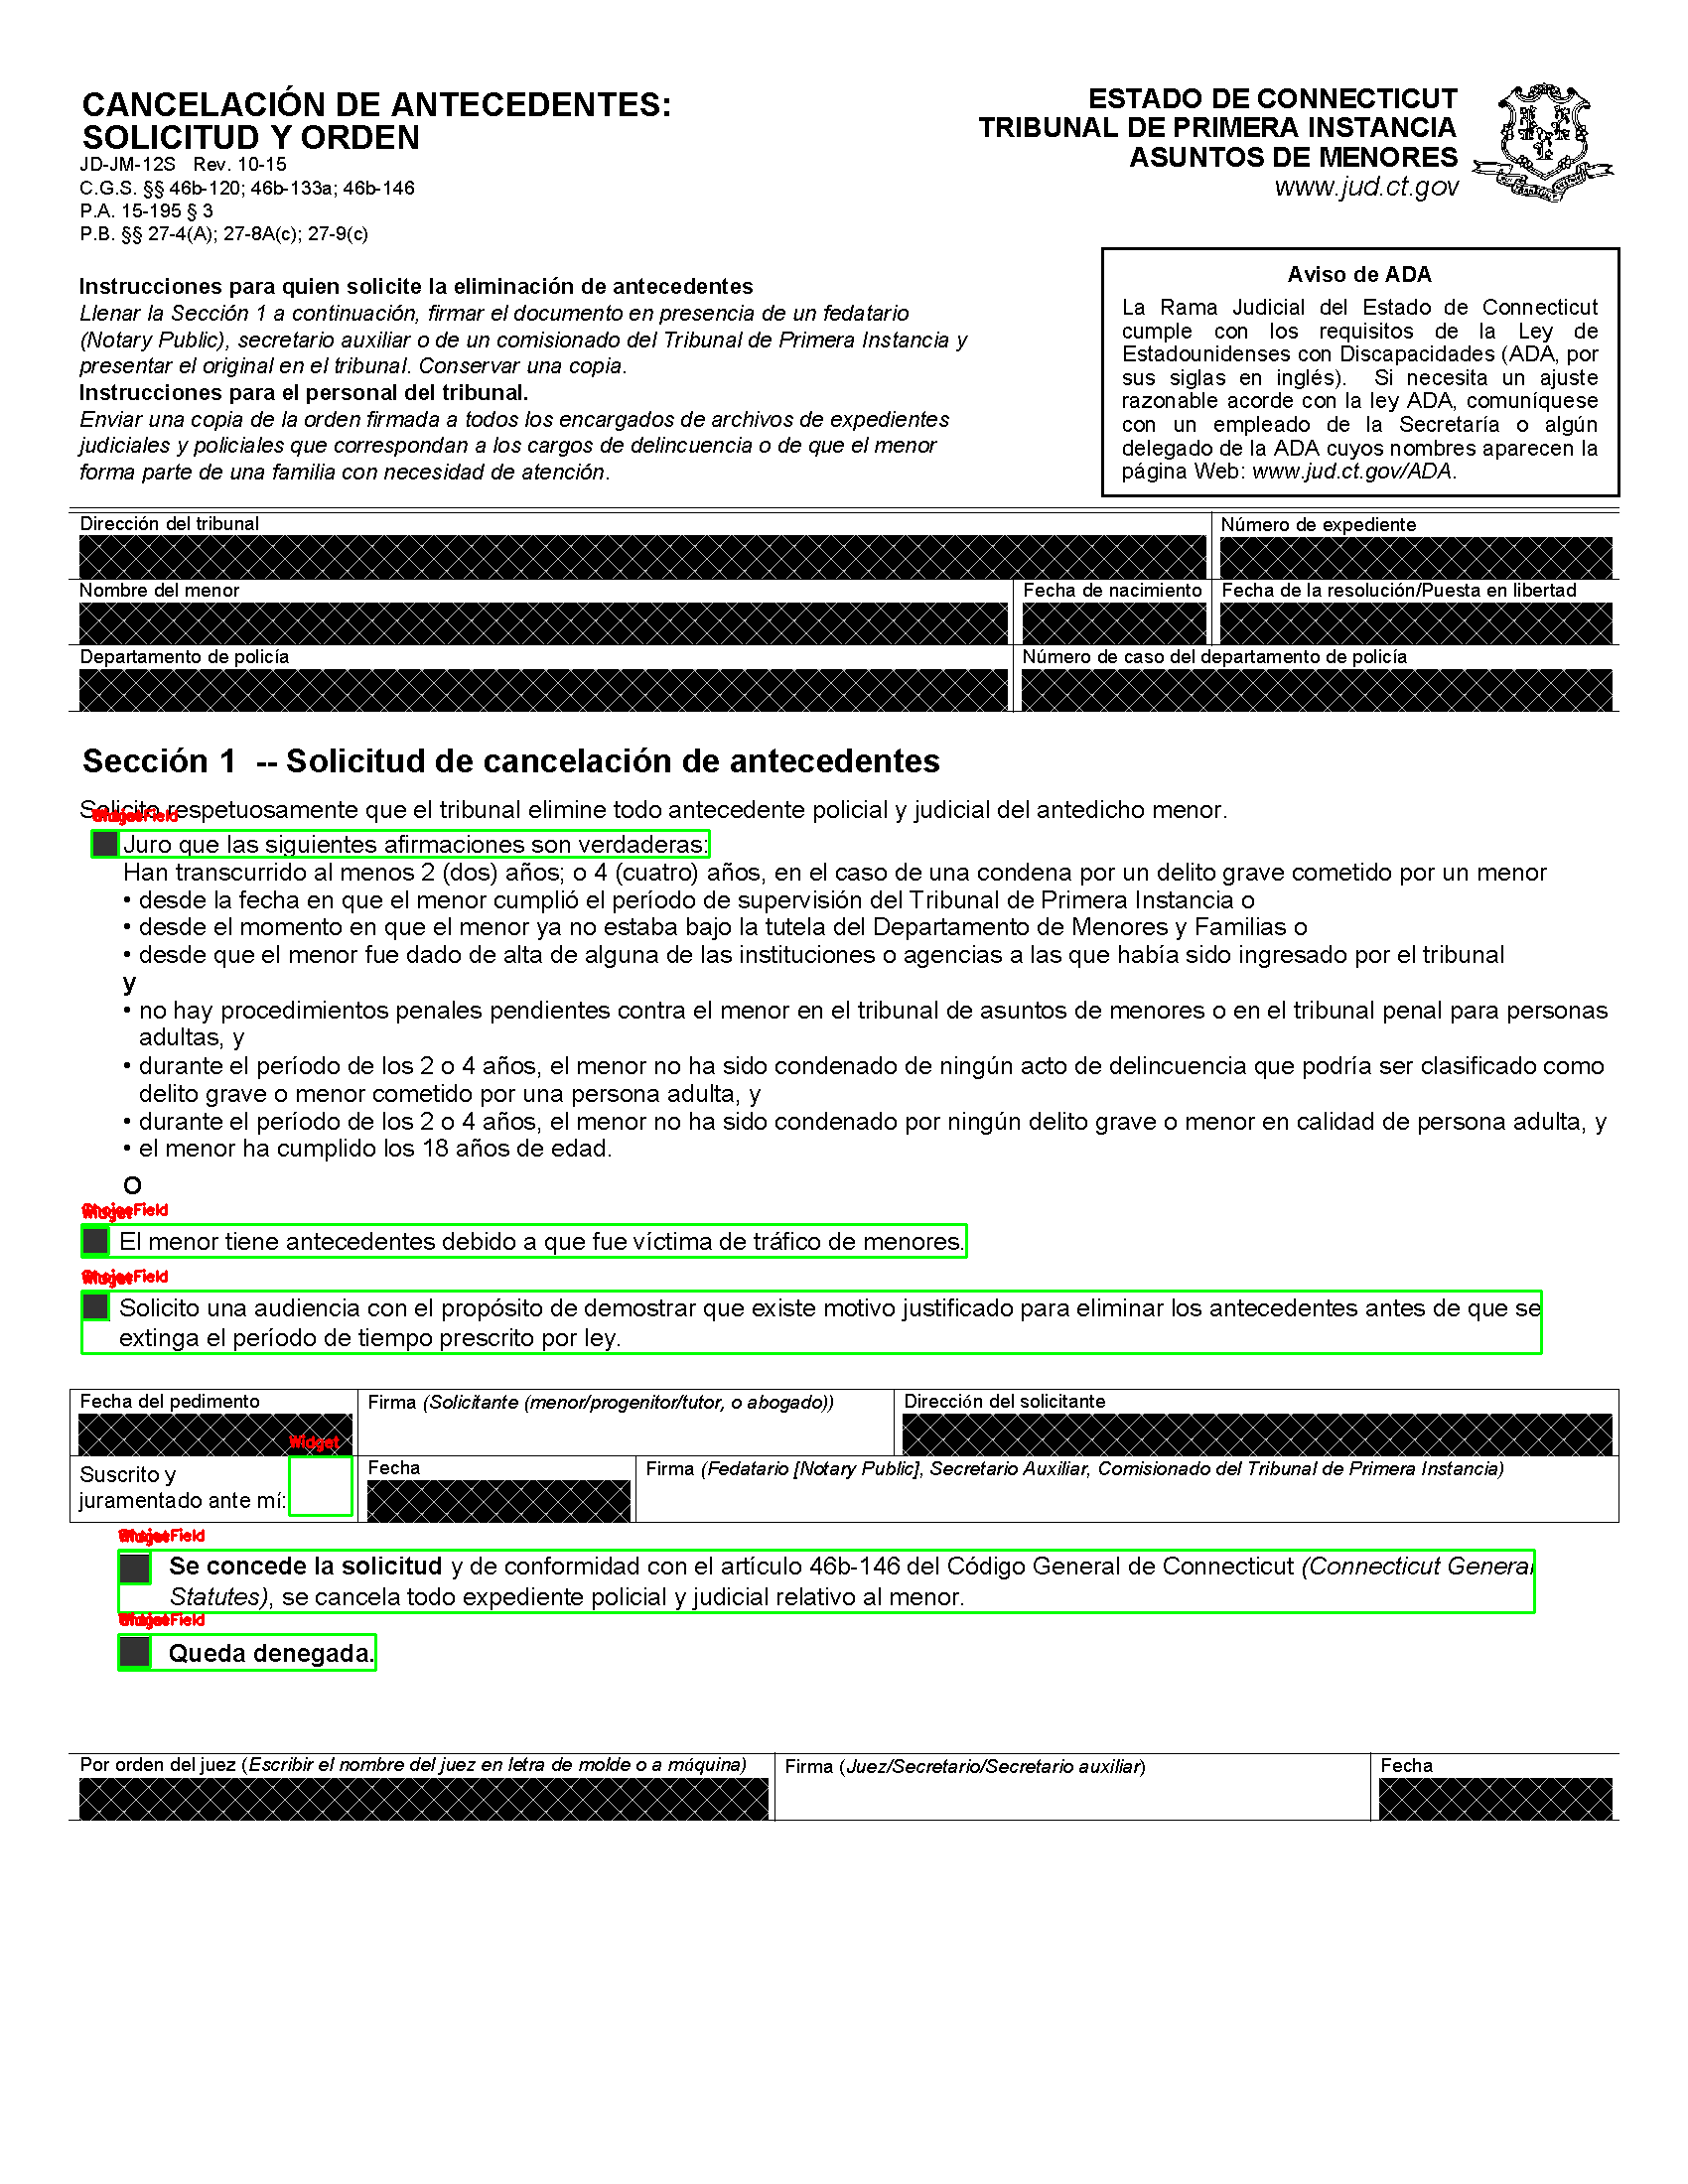 CANCELACIÓN DE ANTECEDENTES:
SOLICITUD Y ORDEN
JD-JM-12S Rev. 10-15
C.G.S. §§ 46b-120; 46b-133a; 46b-146
P.A. 15-195 § 3
P.B. §§ 27-4(A); 27-8A(c); 27-9(c)
ESTADO DE CONNECTICUT
TRIBUNAL DE PRIMERA INSTANCIA
ASUNTOS DE MENORES
www.jud.ct.gov
Instrucciones para quien solicite la eliminación de antecedentes
Llenar la Sección 1 a continuación, firmar el documento en presencia de un fedatario
(Notary Public), secretario auxiliar o de un comisionado del Tribunal de Primera Instancia y
presentar el original en el tribunal. Conservar una copia.
Instrucciones para el personal del tribunal.
Enviar una copia de la orden firmada a todos los encargados de archivos de expedientes
judiciales y policiales que correspondan a los cargos de delincuencia o de que el menor
forma parte de una familia con necesidad de atención.
Aviso de ADA
La Rama Judicial del Estado de Connecticut
cumple con los requisitos de la Ley de
Estadounidenses con Discapacidades (ADA, por
sus siglas en inglés). Si necesita un ajuste
razonable acorde con la ley ADA, comuníquese
con un empleado de la Secretaría o algún
delegado de la ADA cuyos nombres aparecen la
página Web: www.jud.ct.gov/ADA.
Dirección del tribunal
Número de expediente
Nombre del menor
Fecha de nacimiento
Fecha de la resolución/Puesta en libertad
Departamento de policía
Número de caso del departamento de policía
Sección 1 -- Solicitud de cancelación de antecedentes
Solicito respetuosamente que el tribunal elimine todo antecedente policial y judicial del antedicho menor.
Juro que las siguientes afirmaciones son verdaderas:
Han transcurrido al menos 2 (dos) años; o 4 (cuatro) años, en el caso de una condena por un delito grave cometido por un menor
• desde la fecha en que el menor cumplió el período de supervisión del Tribunal de Primera Instancia o
• desde el momento en que el menor ya no estaba bajo la tutela del Departamento de Menores y Familias o
• desde que el menor fue dado de alta de alguna de las instituciones o agencias a las que había sido ingresado por el tribunal
y
• no hay procedimientos penales pendientes contra el menor en el tribunal de asuntos de menores o en el tribunal penal para personas
adultas, y
• durante el período de los 2 o 4 años, el menor no ha sido condenado de ningún acto de delincuencia que podría ser clasificado como
delito grave o menor cometido por una persona adulta, y
• durante el período de los 2 o 4 años, el menor no ha sido condenado por ningún delito grave o menor en calidad de persona adulta, y
• el menor ha cumplido los 18 años de edad.
O
ChoiceField
El menor tiene antecedentes debido a que fue víctima de tráfico de menores.
ChoiceField
Solicito una audiencia con el propósito de demostrar que existe motivo justificado para eliminar los antecedentes antes de que se
extinga el período de tiempo prescrito por ley.
Fecha del pedimento
Firma (Solicitante (menor/progenitor/tutor, o abogado))
Dirección del solicitante
Widget
Suscrito y
juramentado ante mí:
Fecha
Firma (Fedatario [Notary Public], Secretario Auxiliar, Comisionado del Tribunal de Primera Instancia)
ChoiceField
Se concede la solicitud y de conformidad con el artículo 46b-146 del Código General de Connecticut (Connecticut General
Statutes), se cancela todo expediente policial y judicial relativo al menor.
ChoiceField
Queda denegada.
Por orden del juez (Escribir el nombre del juez en letra de molde o a máquina)
Firma (Juez/Secretario/Secretario auxiliar)
Fecha